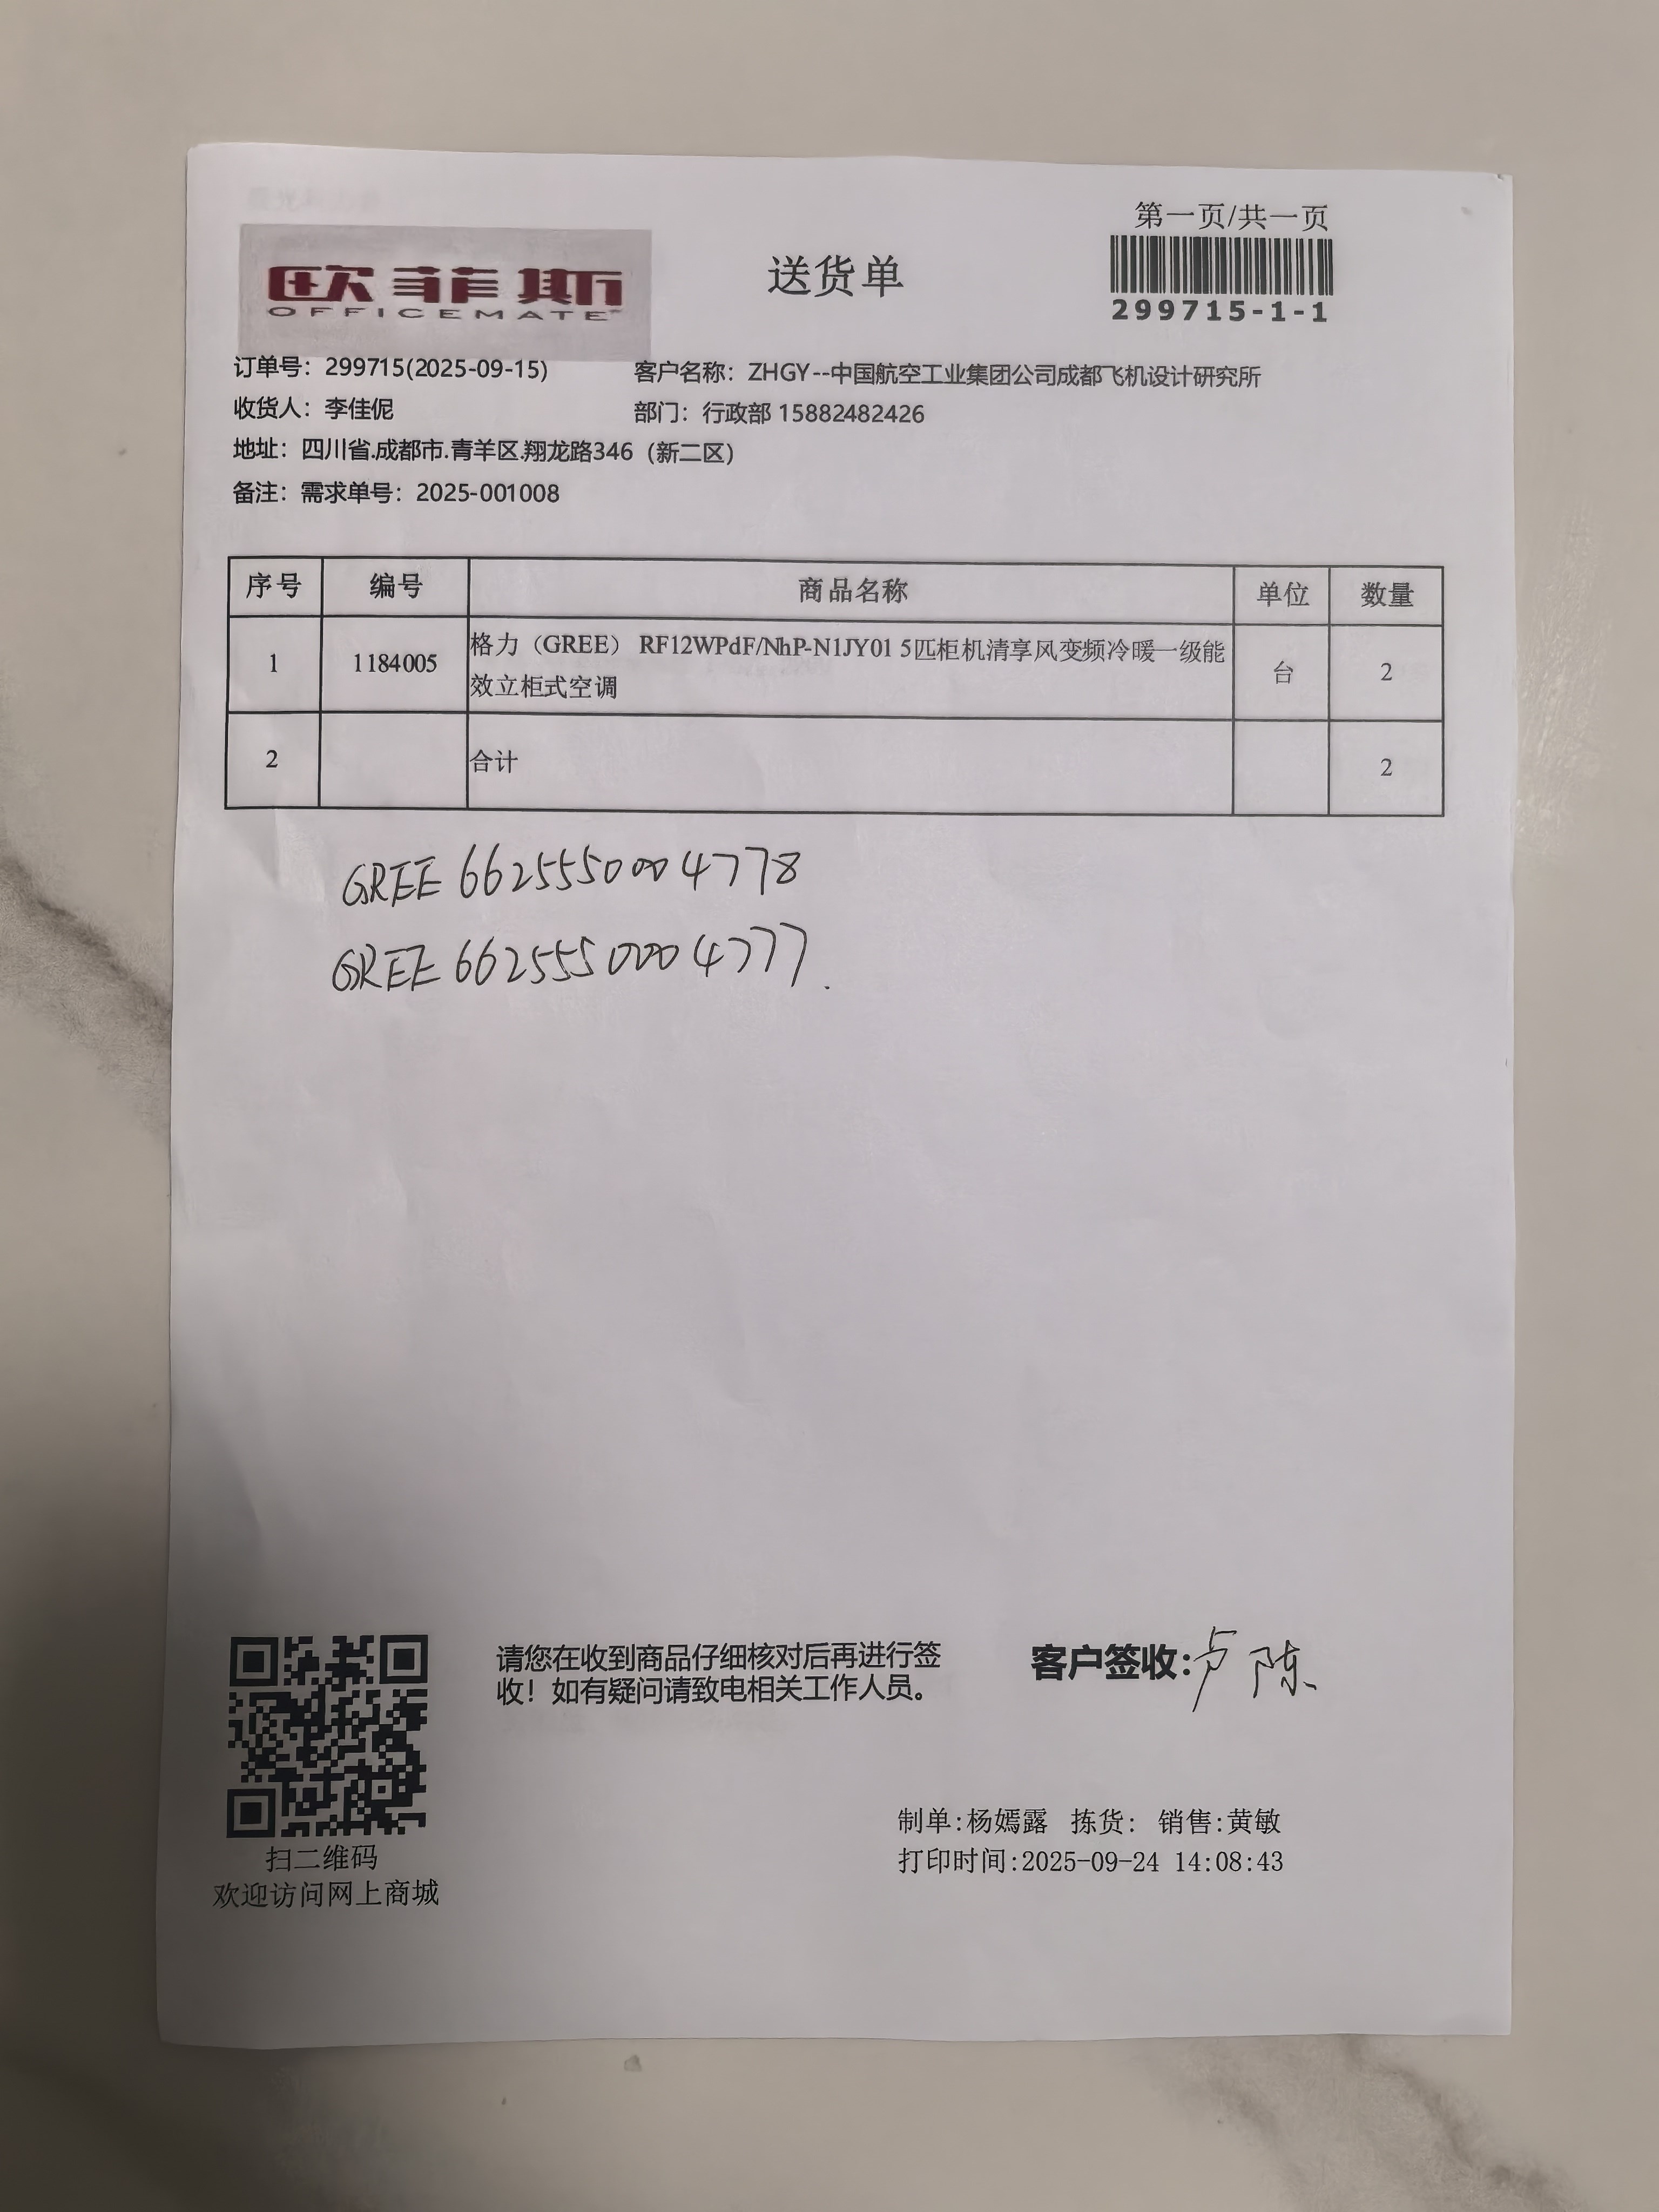 第一页/共一页
欧菲斯
OFFICEMATE
送货单
299715-1-1
订单号：299715(2025-09-15)
客户名称：ZHGY--中国航空工业集团公司成都飞机设计研究所
收货人：李佳伲
部门：行政部 15882482426
地址：四川省.成都市.青羊区.翔龙路346（新二区）
备注：需求单号：2025-001008
序号 编号 商品名称 单位 数量
1 1184005 格力（GREE） RF12WPdF/NhP-N1JY01 5匹柜机清享风变频冷暖一级能 台 2
效立柜式空调
2 合计 2
GREE 6625550004778
GREE 6625550004777.
请您在收到商品仔细核对后再进行签
收！如有疑问请致电相关工作人员。
客户签收：卢陈
制单:杨嫣露 拣货: 销售:黄敏
打印时间:2025-09-24 14:08:43
扫二维码
欢迎访问网上商城